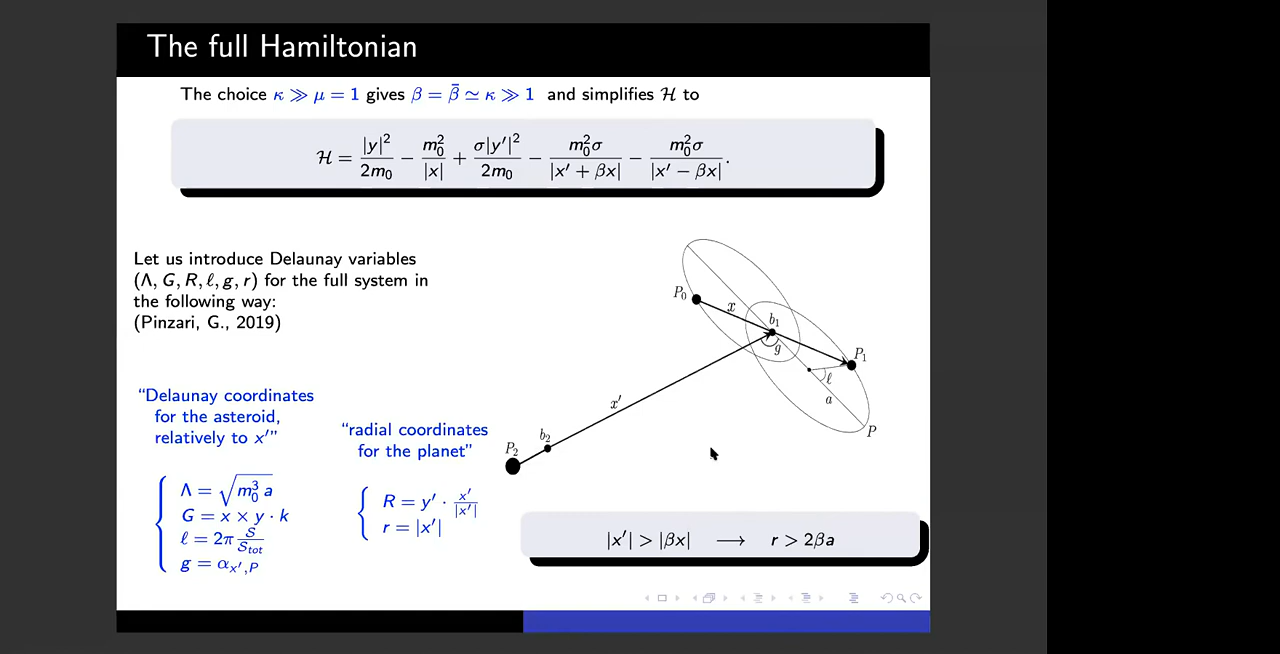 The full Hamiltonian
The choice κ ≫ μ = 1 gives β = β̄ ≃ κ ≫ 1 and simplifies ℋ to
ℋ = |y|²/2m₀ − m₀²/|x| + σ|y′|²/2m₀ − m₀²σ/|x′ + βx| − m₀²σ/|x′ − βx|.
Let us introduce Delaunay variables
(Λ, G, R, ℓ, g, r) for the full system in
the following way:
(Pinzari, G., 2019)
“Delaunay coordinates
for the asteroid,
relatively to x′”
Λ = √(m₀³ a)
G = x × y · k
ℓ = 2π 𝒮/𝒮_tot
g = α_{x′,P}
“radial coordinates
for the planet”
R = y′ · x′/|x′|
r = |x′|
P₀
x
b₁
g
P₁
ℓ
a
P
x′
b₂
P₂
|x′| > |βx| ⟶ r > 2βa